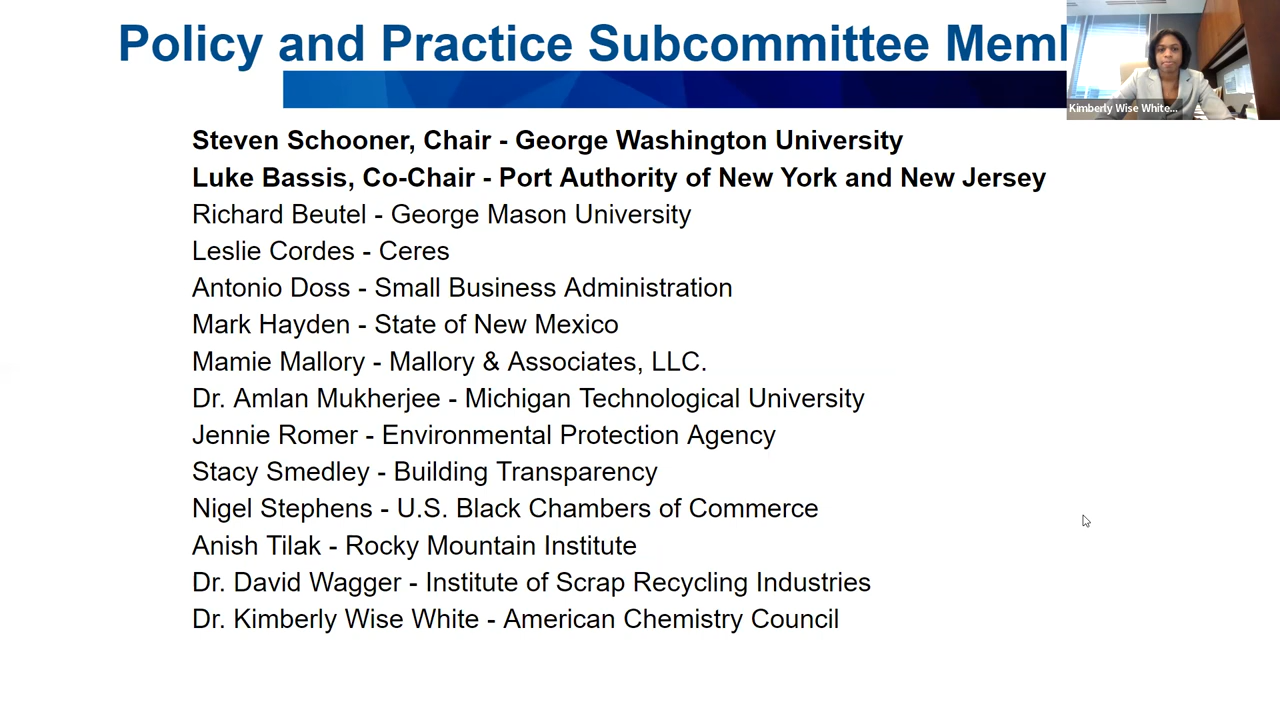 Policy and Practice Subcommittee Memb
Kimberly Wise White...
Steven Schooner, Chair - George Washington University
Luke Bassis, Co-Chair - Port Authority of New York and New Jersey
Richard Beutel - George Mason University
Leslie Cordes - Ceres
Antonio Doss - Small Business Administration
Mark Hayden - State of New Mexico
Mamie Mallory - Mallory & Associates, LLC.
Dr. Amlan Mukherjee - Michigan Technological University
Jennie Romer - Environmental Protection Agency
Stacy Smedley - Building Transparency
Nigel Stephens - U.S. Black Chambers of Commerce
Anish Tilak - Rocky Mountain Institute
Dr. David Wagger - Institute of Scrap Recycling Industries
Dr. Kimberly Wise White - American Chemistry Council